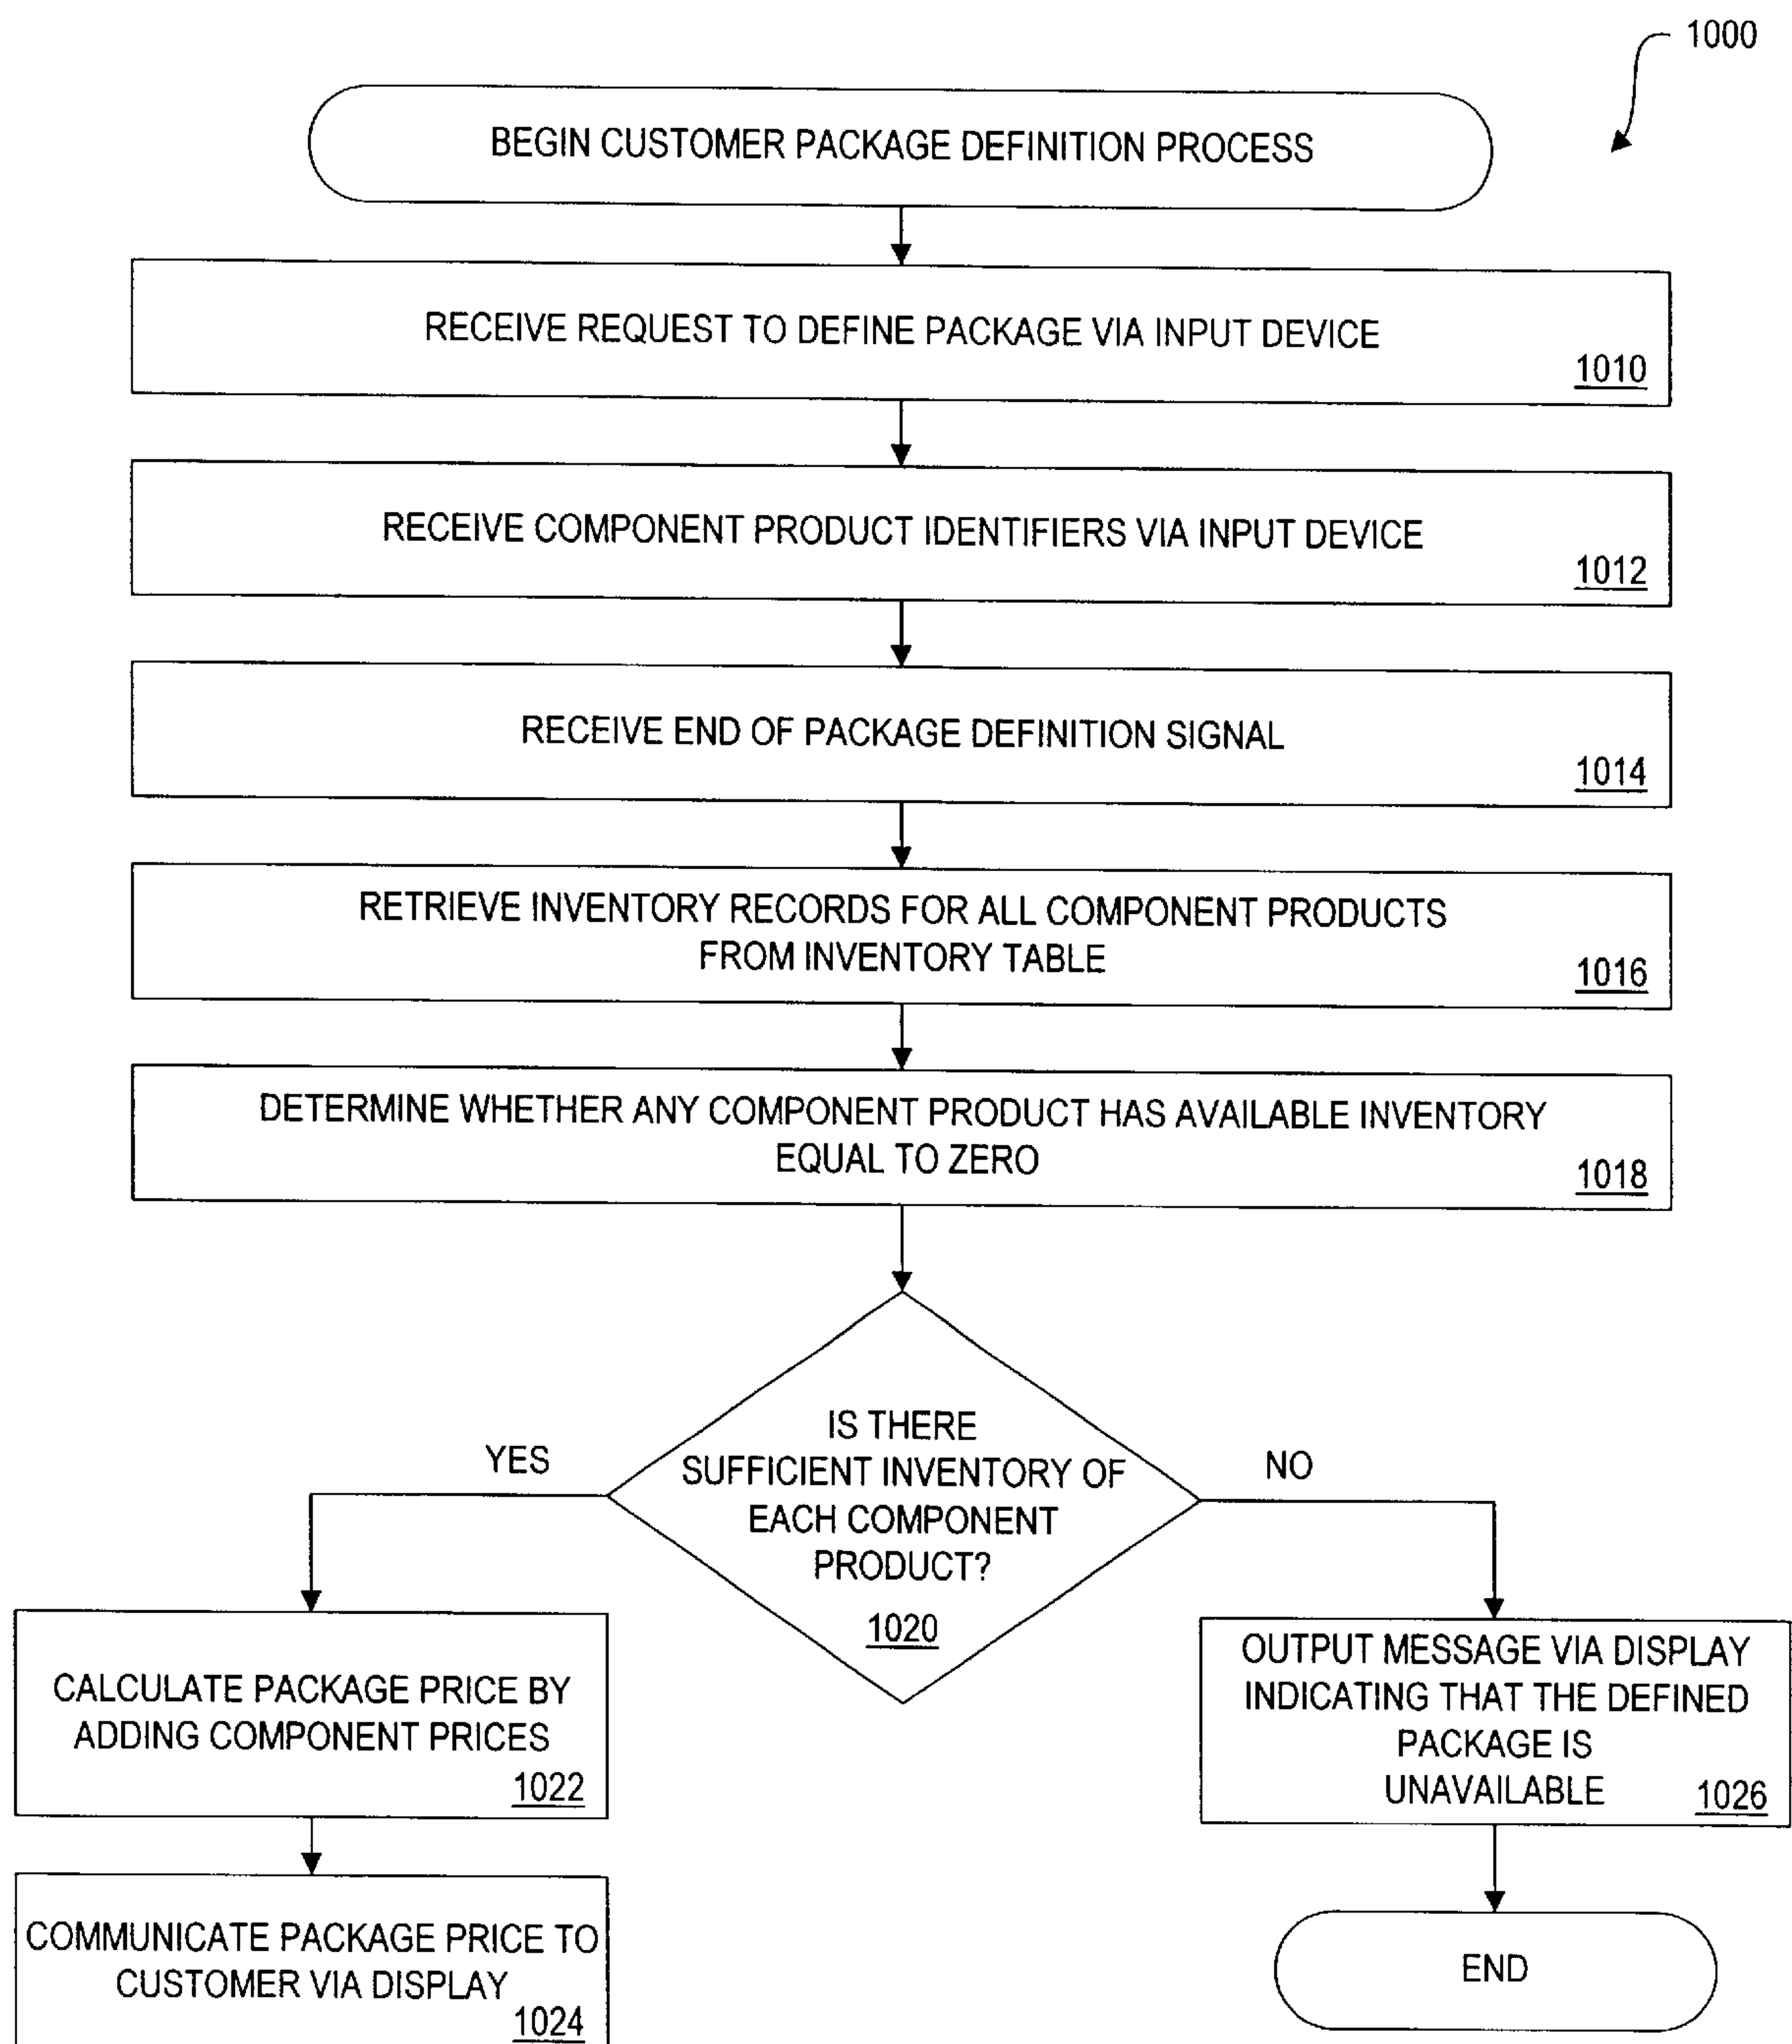 1000
BEGIN CUSTOMER PACKAGE DEFINITION PROCESS
RECEIVE REQUEST TO DEFINE PACKAGE VIA INPUT DEVICE
1010
RECEIVE COMPONENT PRODUCT IDENTIFIERS VIA INPUT DEVICE
1012
RECEIVE END OF PACKAGE DEFINITION SIGNAL
1014
RETRIEVE INVENTORY RECORDS FOR ALL COMPONENT PRODUCTS
FROM INVENTORY TABLE
1016
DETERMINE WHETHER ANY COMPONENT PRODUCT HAS AVAILABLE INVENTORY
EQUAL TO ZERO
1018
IS THERE
SUFFICIENT INVENTORY OF
EACH COMPONENT
PRODUCT?
1020
YES
NO
CALCULATE PACKAGE PRICE BY
ADDING COMPONENT PRICES
1022
OUTPUT MESSAGE VIA DISPLAY
INDICATING THAT THE DEFINED
PACKAGE IS
UNAVAILABLE
1026
COMMUNICATE PACKAGE PRICE TO
CUSTOMER VIA DISPLAY
1024
END